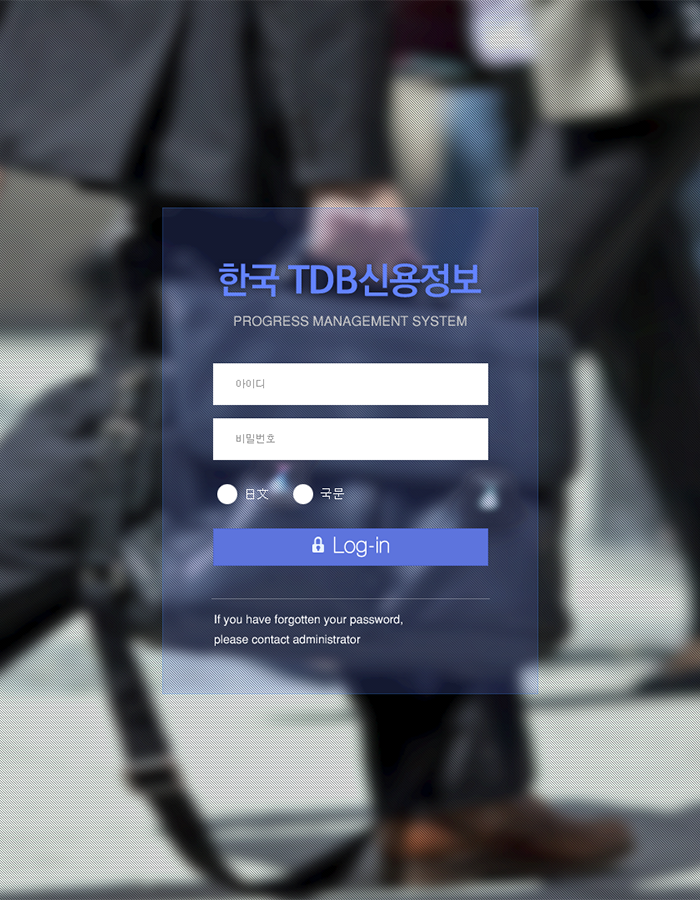 한국 TDB신용정보
PROGRESS MANAGEMENT SYSTEM
아이디
비밀번호
日文 국문
Log-in
If you have forgotten your password,
please contact administrator